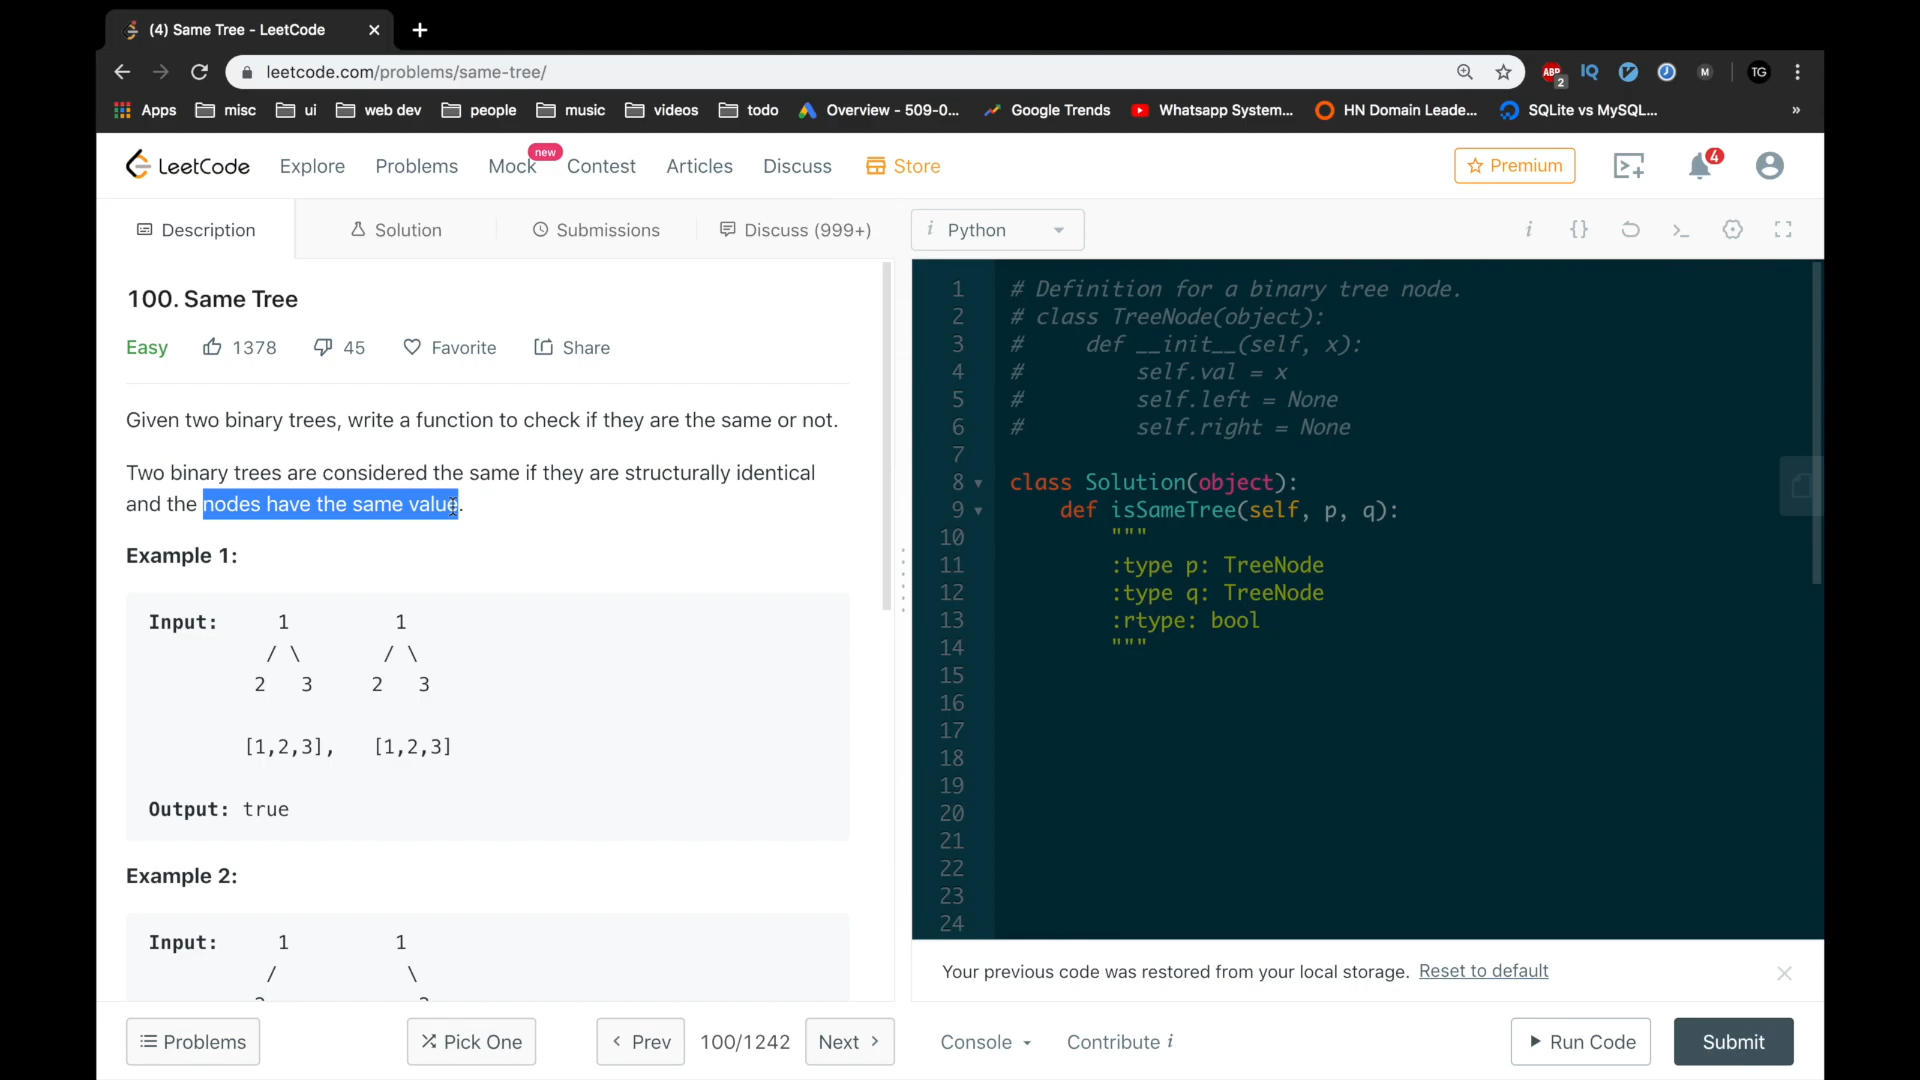 (4) Same Tree - LeetCode
leetcode.com/problems/same-tree/
ABP 2 IQ M TG
Apps misc ui web dev people music videos todo Overview - 509-0... Google Trends Whatsapp System... HN Domain Leade... SQLite vs MySQL... »
LeetCode Explore Problems Mock new Contest Articles Discuss Store Premium 4
Description Solution Submissions Discuss (999+) i Python i {}
100. Same Tree
Easy 1378 45 Favorite Share
Given two binary trees, write a function to check if they are the same or not.
Two binary trees are considered the same if they are structurally identical
and the nodes have the same value.
Example 1:
Input: 1 1
/ \ / \
2 3 2 3
[1,2,3], [1,2,3]
Output: true
Example 2:
Input: 1 1
/ \
1 # Definition for a binary tree node.
2 # class TreeNode(object):
3 # def __init__(self, x):
4 # self.val = x
5 # self.left = None
6 # self.right = None
7
8 class Solution(object):
9 def isSameTree(self, p, q):
10 """
11 :type p: TreeNode
12 :type q: TreeNode
13 :rtype: bool
14 """
15
16
17
18
19
20
21
22
23
24
Your previous code was restored from your local storage. Reset to default
Problems Pick One < Prev 100/1242 Next > Console Contribute i Run Code Submit